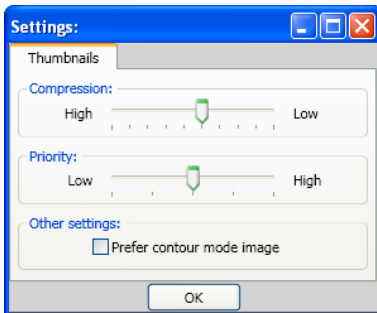 Settings:
Thumbnails
Compression:
High Low
Priority:
Low High
Other settings:
Prefer contour mode image
OK